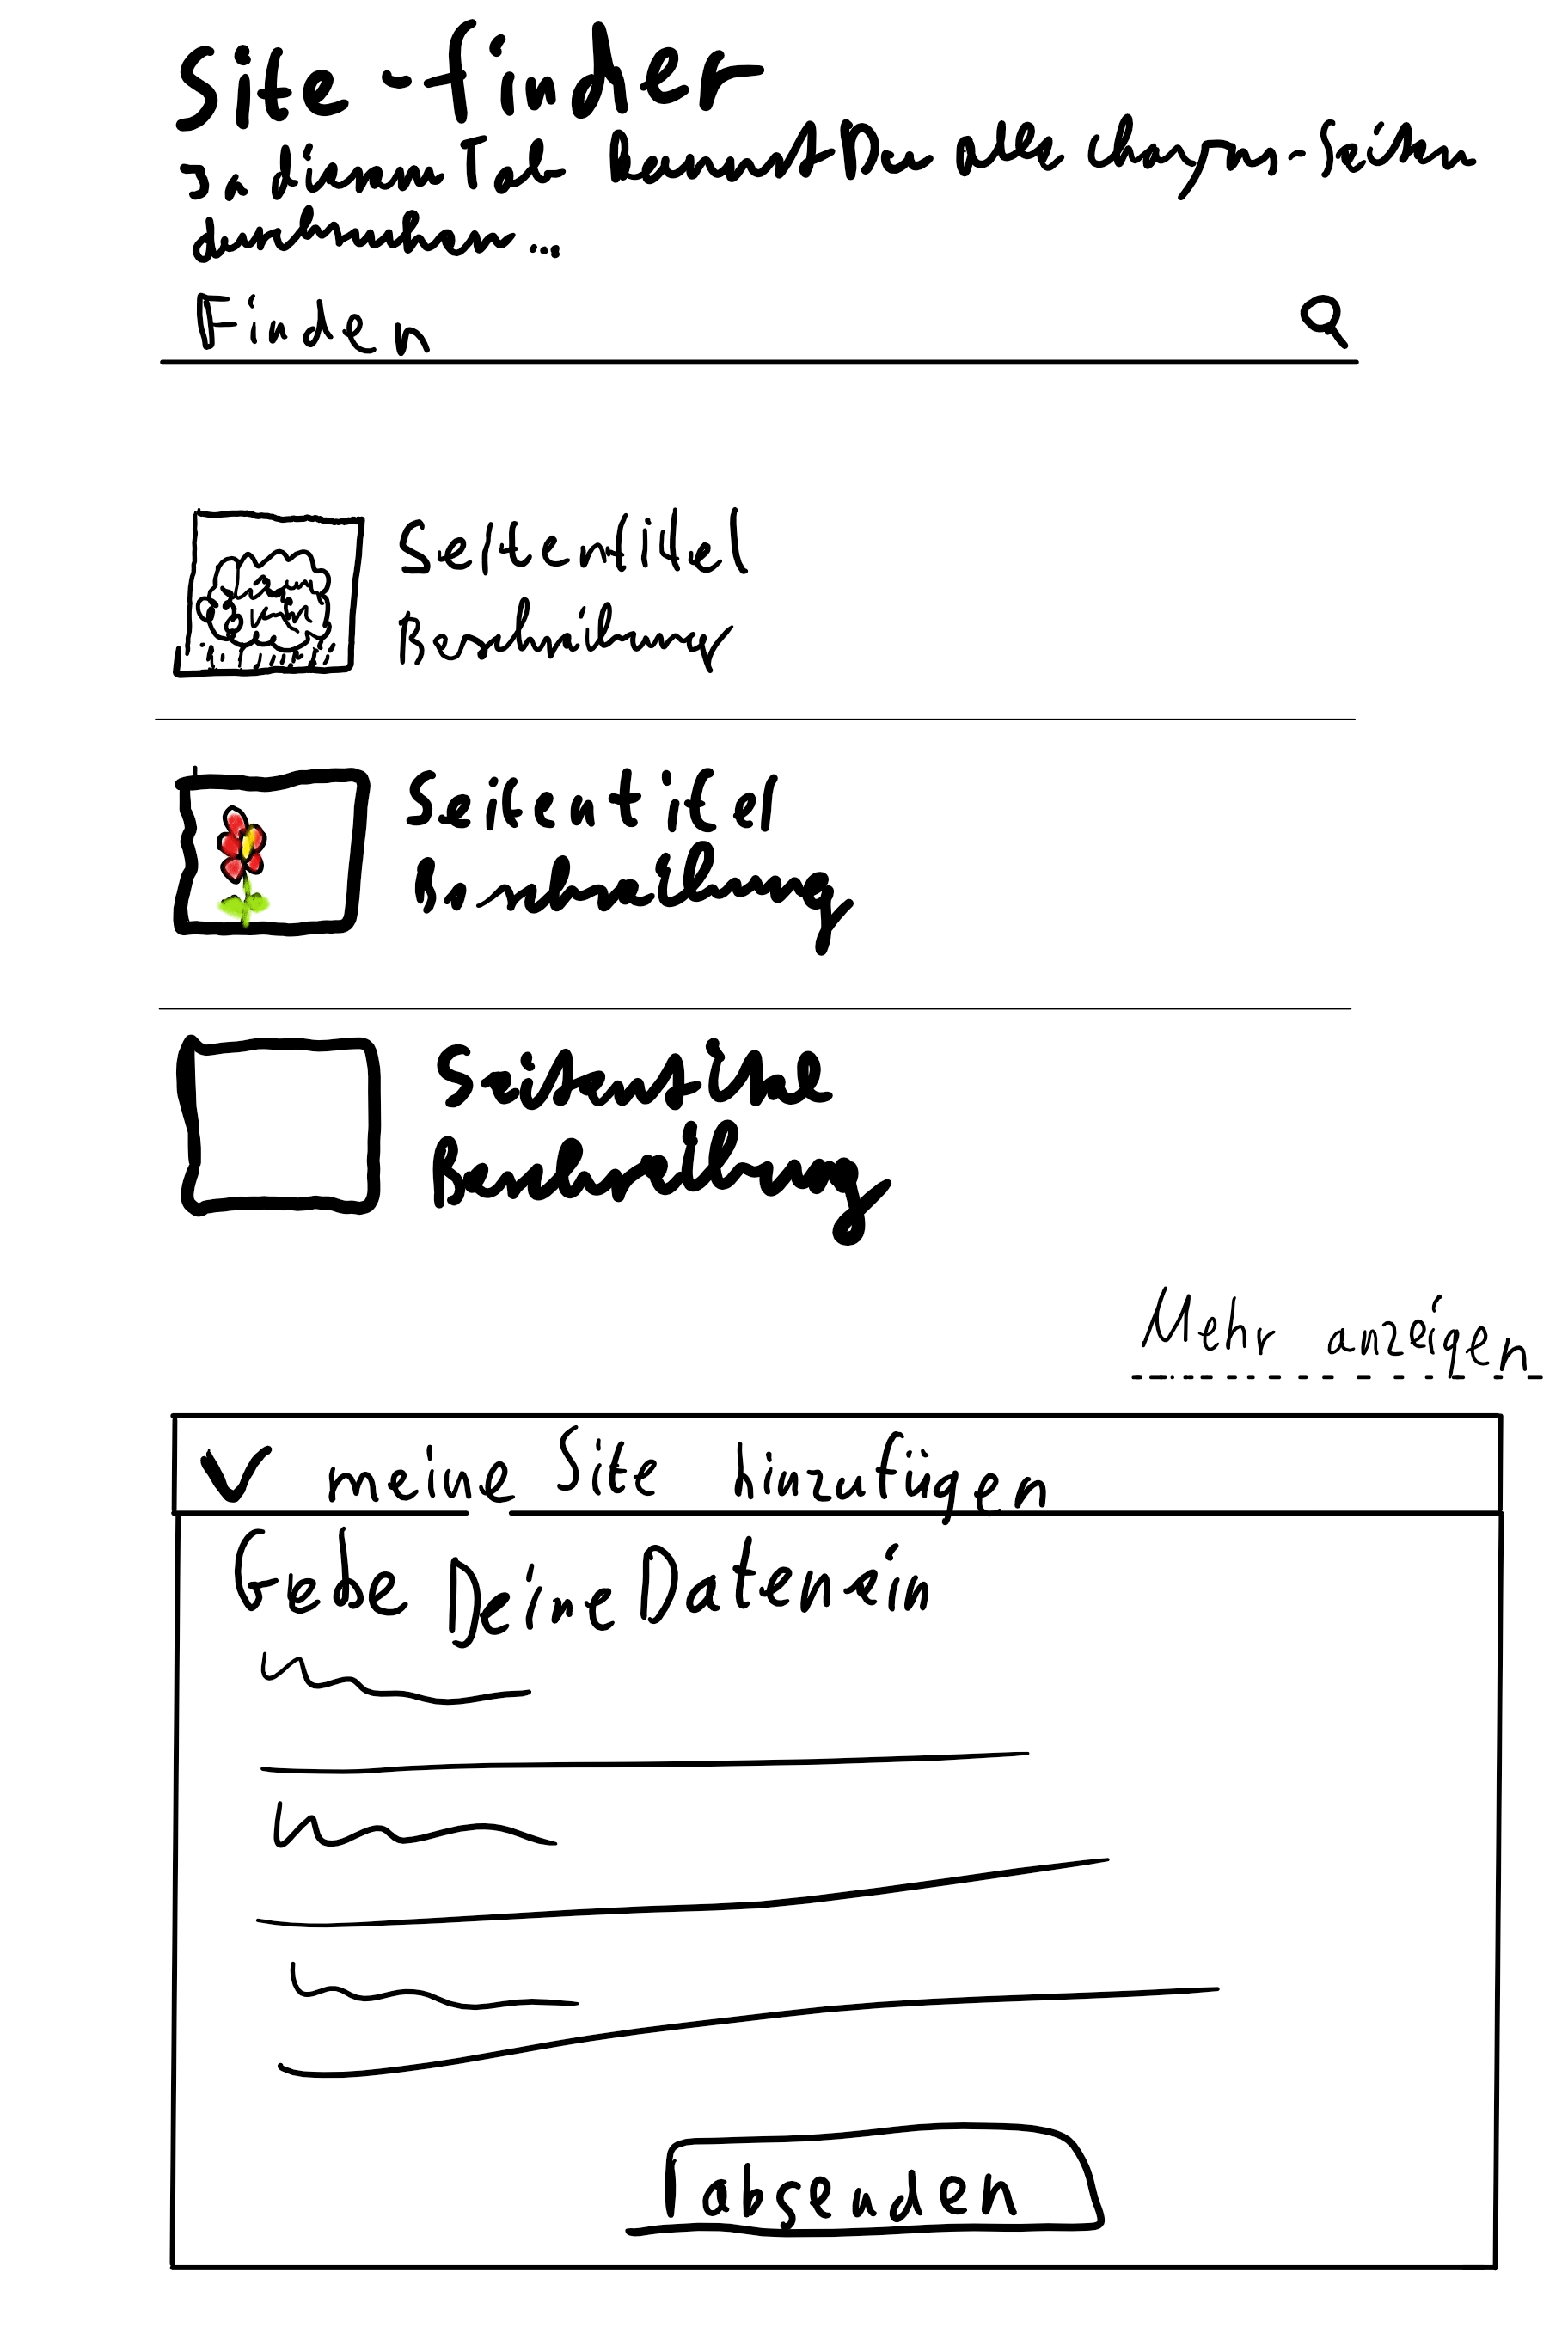 Site-finder
In diesem Tab kannst Du alle chayns-Seiten
durchsuchen...
Finden
Seitentitel
Beschreibung
Seitentitel
Beschreibung
Seitentitel
Beschreibung
Mehr anzeigen
meine Site hinzufügen
Gebe Deine Daten ein
absenden